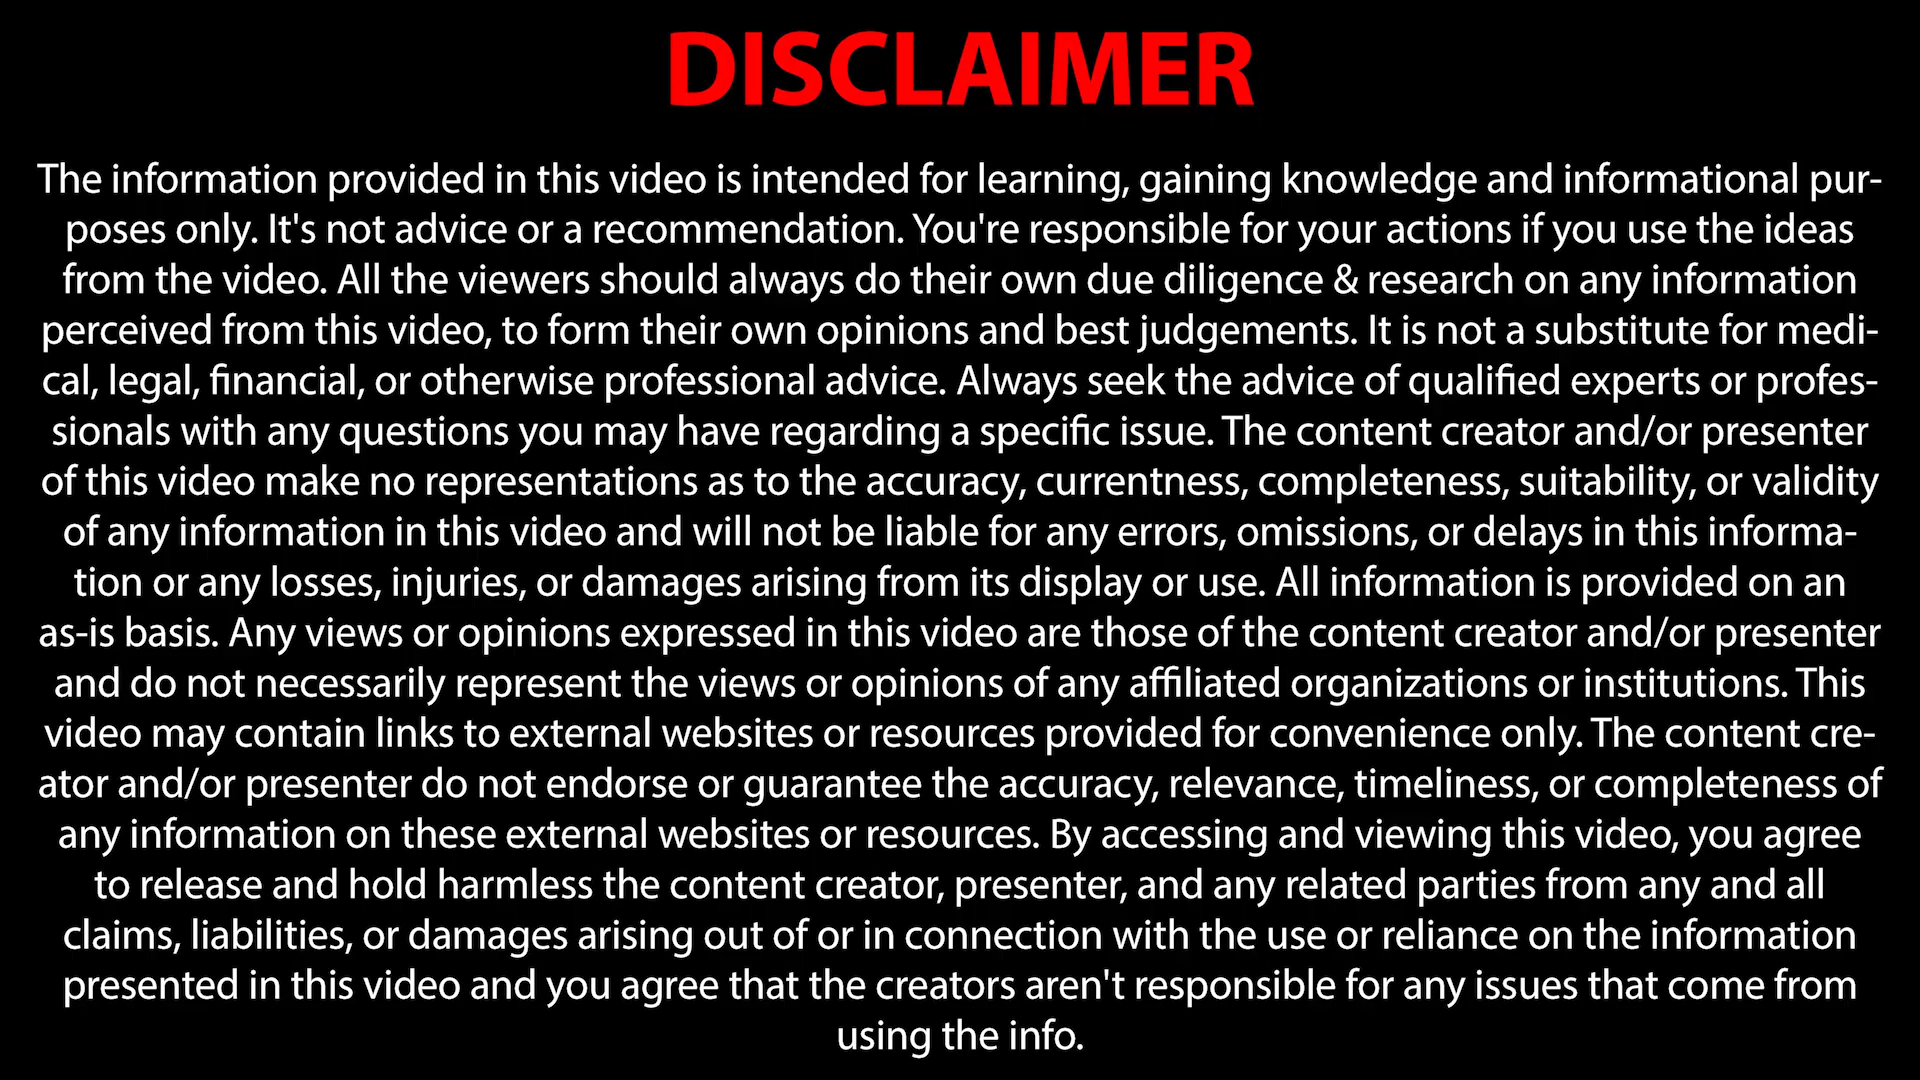 DISCLAIMER
The information provided in this video is intended for learning, gaining knowledge and informational pur-
poses only. It's not advice or a recommendation. You're responsible for your actions if you use the ideas
from the video. All the viewers should always do their own due diligence & research on any information
perceived from this video, to form their own opinions and best judgements. It is not a substitute for medi-
cal, legal, financial, or otherwise professional advice. Always seek the advice of qualified experts or profes-
sionals with any questions you may have regarding a specific issue. The content creator and/or presenter
of this video make no representations as to the accuracy, currentness, completeness, suitability, or validity
of any information in this video and will not be liable for any errors, omissions, or delays in this informa-
tion or any losses, injuries, or damages arising from its display or use. All information is provided on an
as-is basis. Any views or opinions expressed in this video are those of the content creator and/or presenter
and do not necessarily represent the views or opinions of any affiliated organizations or institutions. This
video may contain links to external websites or resources provided for convenience only. The content cre-
ator and/or presenter do not endorse or guarantee the accuracy, relevance, timeliness, or completeness of
any information on these external websites or resources. By accessing and viewing this video, you agree
to release and hold harmless the content creator, presenter, and any related parties from any and all
claims, liabilities, or damages arising out of or in connection with the use or reliance on the information
presented in this video and you agree that the creators aren't responsible for any issues that come from
using the info.